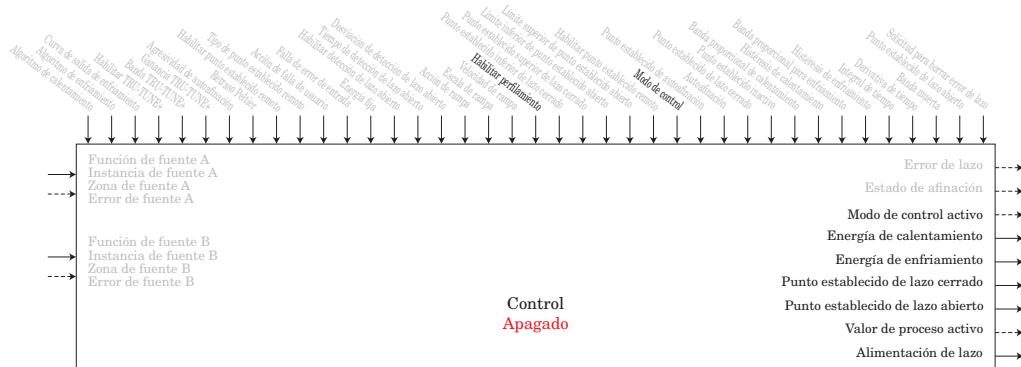 Algoritmo de calentamiento
Algoritmo de enfriamiento
Curva de salida de enfriamiento
Habilitar TRU-TUNE+
Banda TRU-TUNE+
Ganancia TRU-TUNE+
Agresividad de autoafinación
Retraso Peltier
Habilitar punto establecido remoto
Tipo de punto establecido remoto
Acción de falla de usuario
Falla de error de entrada
Energía fija
Habilitar detección de lazo abierto
Tiempo de detección de lazo abierto
Desviación de detección de lazo abierto
Acción de rampa
Escala de rampa
Velocidad de rampa
Habilitar perfilamiento
Punto establecido inferior de lazo cerrado
Punto establecido superior de lazo cerrado
Límite inferior de punto establecido abierto
Límite superior de punto establecido abierto
Habilitar punto establecido remoto
Modo de control
Punto establecido de autoafinación
Autoafinación
Punto establecido de lazo cerrado
Punto establecido inactivo
Banda proporcional de calentamiento
Banda proporcional para enfriamiento
Histéresis de calentamiento
Histéresis de enfriamiento
Integral de tiempo
Derivativa de tiempo
Banda muerta
Punto establecido de lazo abierto
Solicitud para borrar error de lazo
Función de fuente A
Instancia de fuente A
Zona de fuente A
Error de fuente A
Función de fuente B
Instancia de fuente B
Zona de fuente B
Error de fuente B
Control
Apagado
Error de lazo
Estado de afinación
Modo de control activo
Energía de calentamiento
Energía de enfriamiento
Punto establecido de lazo cerrado
Punto establecido de lazo abierto
Valor de proceso activo
Alimentación de lazo